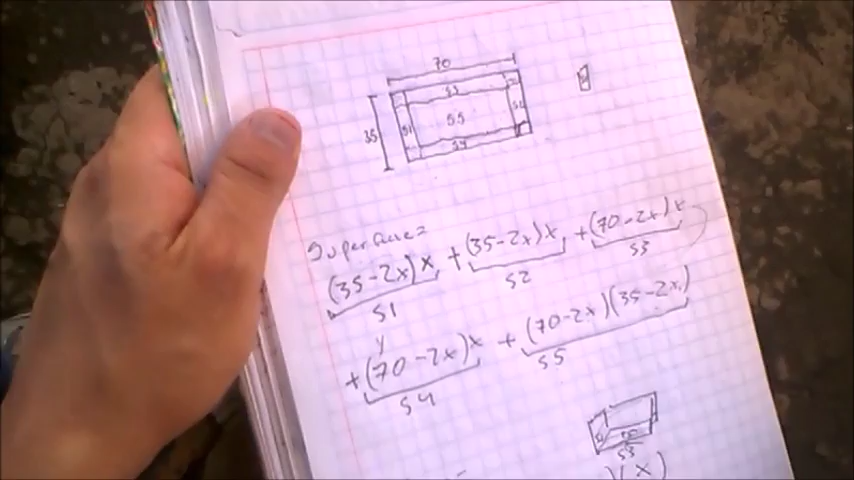 70
S3
35
S1
S5
S2
S4
Superficie=
(35-2x)x + (35-2x)x + (70-2x)x
S1 S2 S3
+(70-2x)x + (70-2x)(35-2x)
S4 S5
S3
)(x)